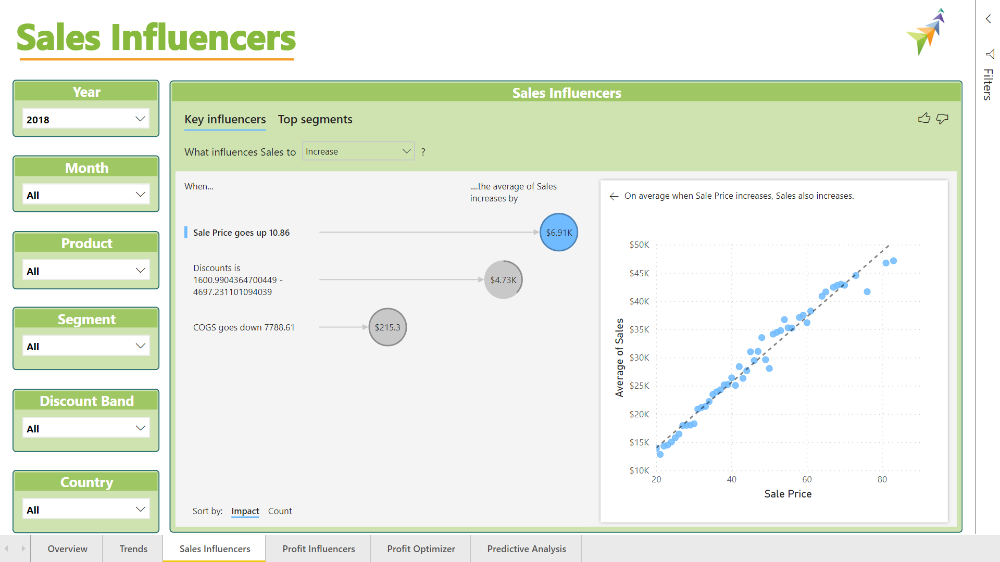 Sales Influencers
Filters
Year
2018
Month
All
Product
All
Segment
All
Discount Band
All
Country
All
Sales Influencers
Key influencers Top segments
What influences Sales to Increase ?
When...
....the average of Sales
increases by
Sale Price goes up 10.86
$6.91K
Discounts is
1600.9904364700449 -
4697.231101094039
$4.73K
COGS goes down 7788.61
$215.3
Sort by: Impact Count
On average when Sale Price increases, Sales also increases.
Average of Sales
$50K
$45K
$40K
$35K
$30K
$25K
$20K
$15K
$10K
20 40 60 80
Sale Price
Overview Trends Sales Influencers Profit Influencers Profit Optimizer Predictive Analysis